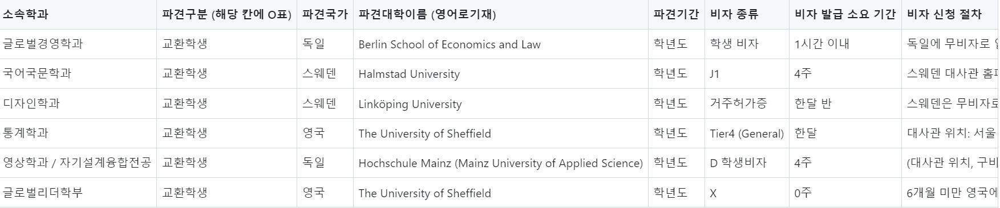 소속학과 파견구분 (해당 칸에 O표) 파견국가 파견대학이름 (영어로기재) 파견기간 비자 종류 비자 발급 소요 기간 비자 신청 절차
글로벌경영학과 교환학생 독일 Berlin School of Economics and Law 학년도 학생 비자 1시간 이내 독일에 무비자로
국어국문학과 교환학생 스웨덴 Halmstad University 학년도 J1 4주 스웨덴 대사관
디자인학과 교환학생 스웨덴 Linköping University 학년도 거주허가증 한달 반 스웨덴은 무비자로
통계학과 교환학생 영국 The University of Sheffield 학년도 Tier4 (General) 한달 대사관 위치: 서울
영상학과 / 자기설계융합전공 교환학생 독일 Hochschule Mainz (Mainz University of Applied Science) 학년도 D 학생비자 4주 (대사관 위치, 구비
글로벌리더학부 교환학생 영국 The University of Sheffield 학년도 X 0주 6개월 미만 영국에